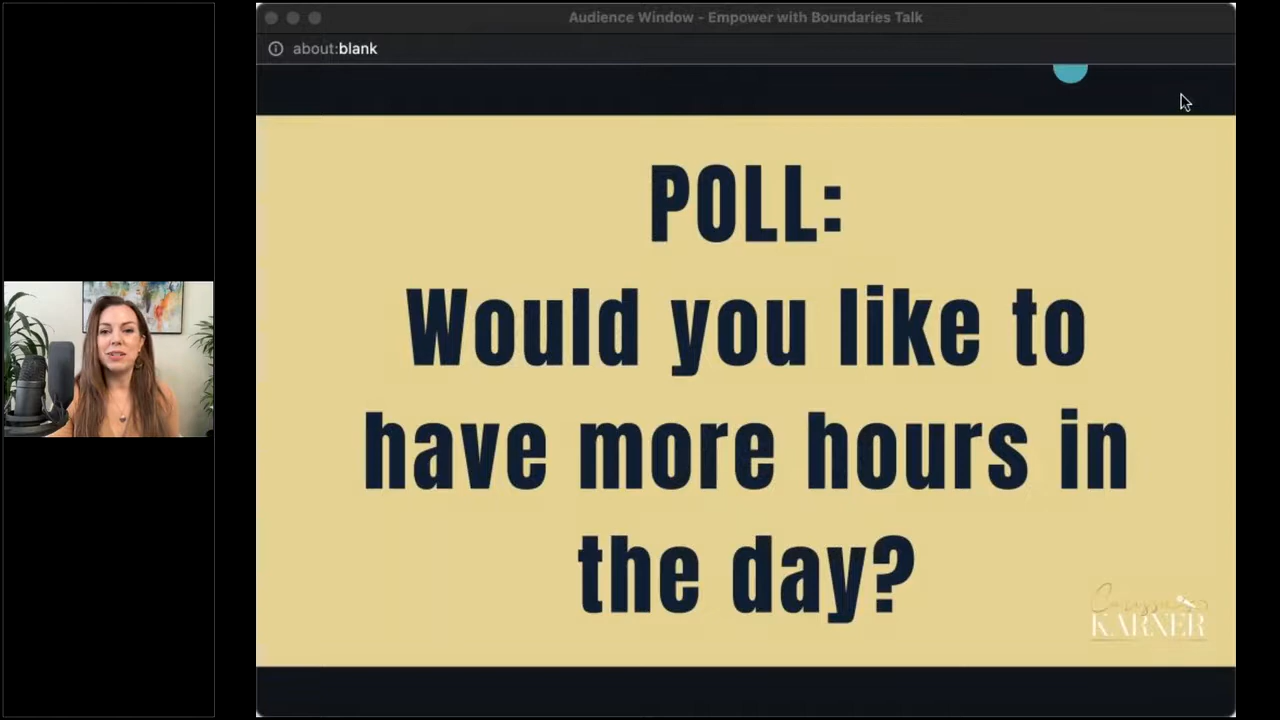 Audience Window - Empower with Boundaries Talk
about:blank
POLL:
Would you like to
have more hours in
the day?
KARNER